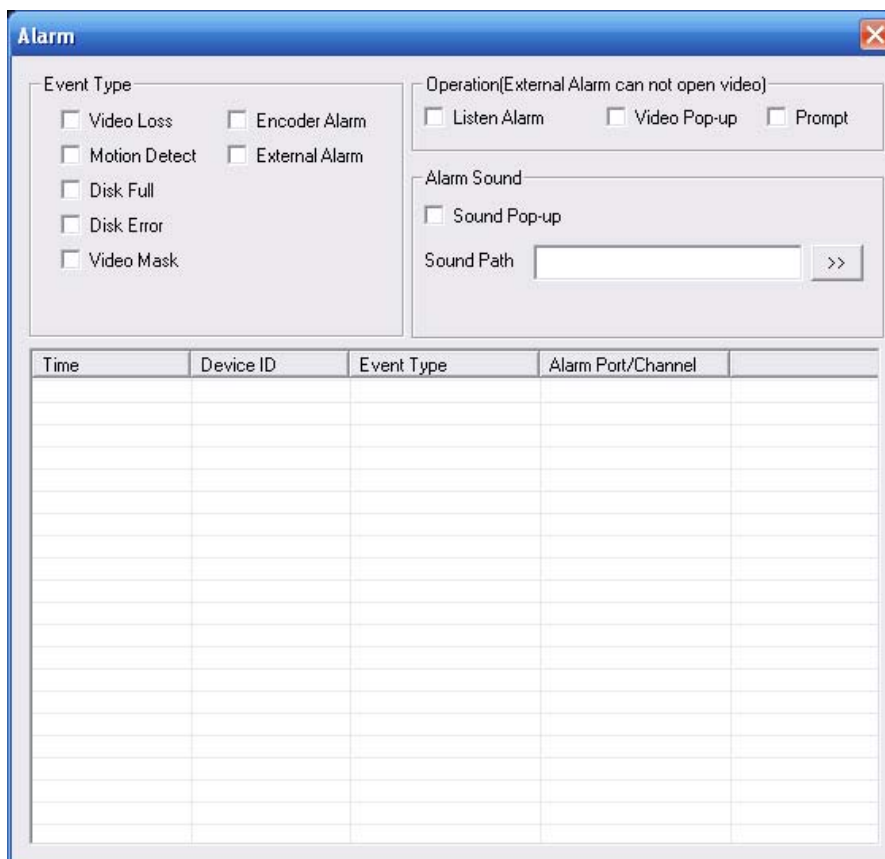 Alarm
Event Type
Video Loss
Encoder Alarm
Motion Detect
External Alarm
Disk Full
Disk Error
Video Mask
Operation(External Alarm can not open video)
Listen Alarm
Video Pop-up
Prompt
Alarm Sound
Sound Pop-up
Sound Path
>>
Time Device ID Event Type Alarm Port/Channel